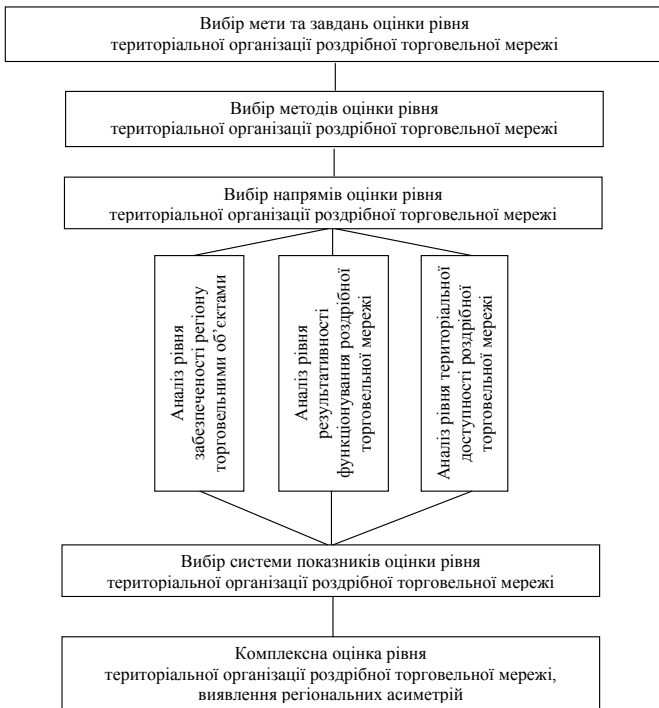 Вибір мети та завдань оцінки рівня
територіальної організації роздрібної торговельної мережі
Вибір методів оцінки рівня
територіальної організації роздрібної торговельної мережі
Вибір напрямів оцінки рівня
територіальної організації роздрібної торговельної мережі
Аналіз рівня
забезпеченості регіону
торговельними об’єктами
Аналіз рівня
результативності
функціонування роздрібної
торговельної мережі
Аналіз рівня територіальної
доступності роздрібної
торговельної мережі
Вибір системи показників оцінки рівня
територіальної організації роздрібної торговельної мережі
Комплексна оцінка рівня
територіальної організації роздрібної торговельної мережі,
виявлення регіональних асиметрій